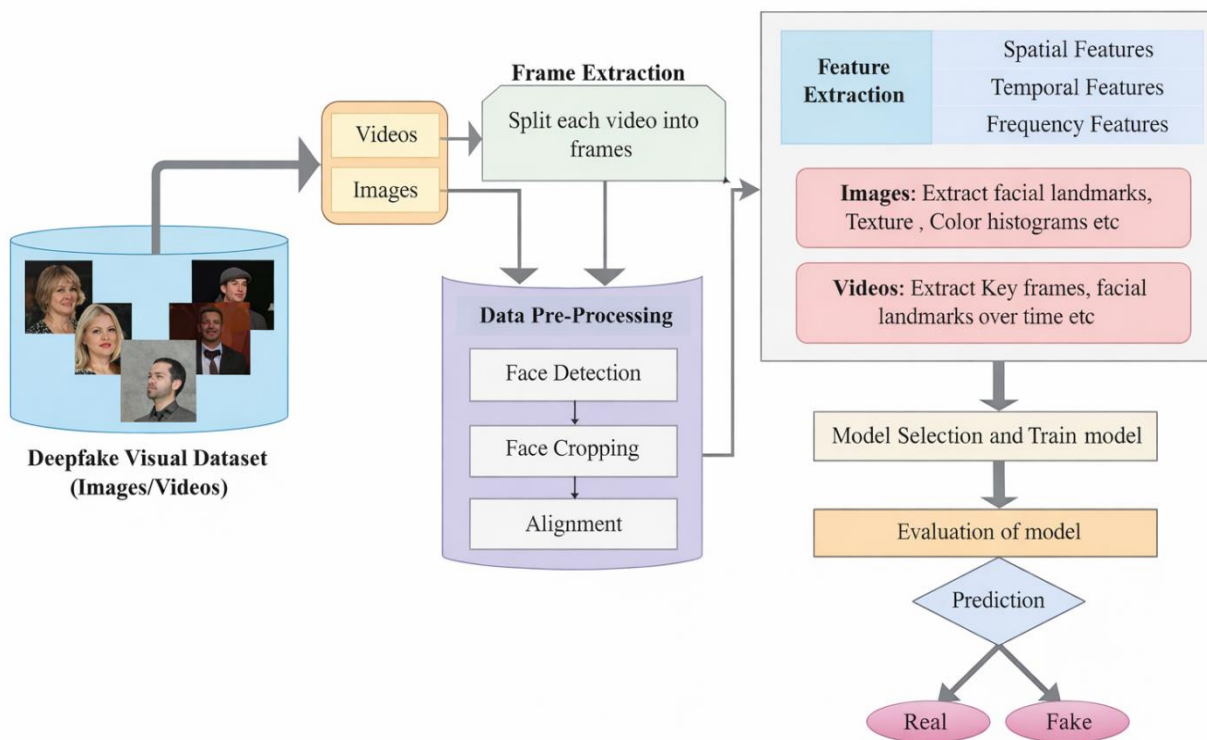 Deepfake Visual Dataset
(Images/Videos)
Videos
Images
Frame Extraction
Split each video into
frames
Data Pre-Processing
Face Detection
Face Cropping
Alignment
Feature
Extraction
Spatial Features
Temporal Features
Frequency Features
Images: Extract facial landmarks,
Texture , Color histograms etc
Videos: Extract Key frames, facial
landmarks over time etc
Model Selection and Train model
Evaluation of model
Prediction
Real
Fake